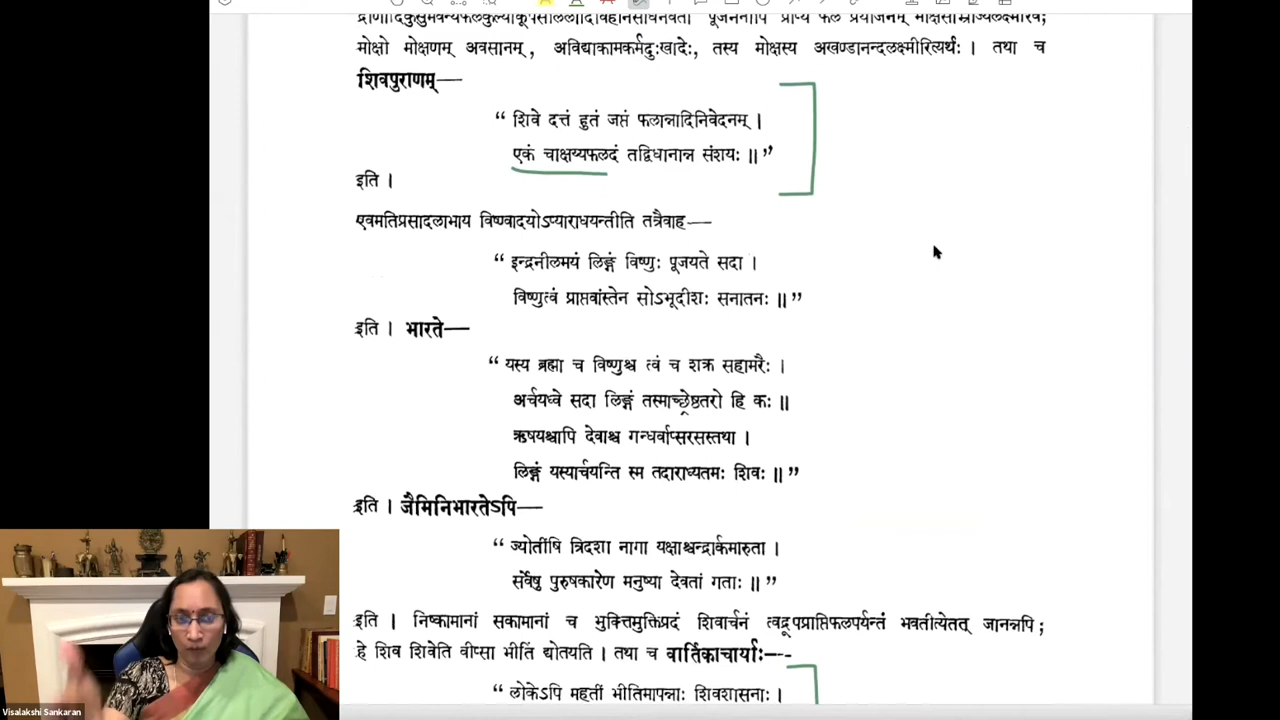 मोक्षो मोक्षणम् अवसानम्, अविद्याकामकर्मदुःखादेः, तस्य मोक्षस्य अखण्डानन्दलक्ष्मीरित्यर्थः । तथा च
शिवपुराणम्—
“ शिवे दत्तं हुतं जप्तं फलान्नादिनिवेदनम् ।
एकं चाक्षय्यफलदं तद्विधानान्न संशयः ॥ ”
इति ।
एवमतिप्रसादलाभाय विष्ण्वादयोऽप्याराधयन्तीति तत्रैवाह—
“ इन्द्रनीलमयं लिङ्गं विष्णुः पूजयते सदा ।
विष्णुत्वं प्राप्तवांस्तेन सोऽभूदीशः सनातनः ॥ ”
इति । भारते—
“ यस्य ब्रह्मा च विष्णुश्च त्वं च शक्र सहामरैः ।
अर्चयध्वे सदा लिङ्गं तस्माच्छ्रेष्ठतरो हि कः ॥
ऋषयश्चापि देवाश्च गन्धर्वाप्सरसस्तथा ।
लिङ्गं यस्यार्चयन्ति स्म तदाराध्यतमः शिवः ॥ ”
इति । जैमिनिभारतेऽपि—
“ ज्योतींषि त्रिदशा नागा यक्षाश्चन्द्रार्कमारुता ।
सर्वेषु पुरुषकारेण मनुष्या देवतां गताः ॥ ”
इति । निष्कामानां सकामानां च भुक्तिमुक्तिप्रदं शिवार्चनं त्वद्रूपप्राप्तिफलपर्यन्तं भवतीत्येतत् जानन्नपि ;
हे शिव शिवेति वीप्सा भीतिं द्योतयति । तथा च वार्तिकाचार्याः---
“ लोकेऽपि महतीं भीतिमापन्नाः शिवशासनाः ।
Visalakshi Sankaran